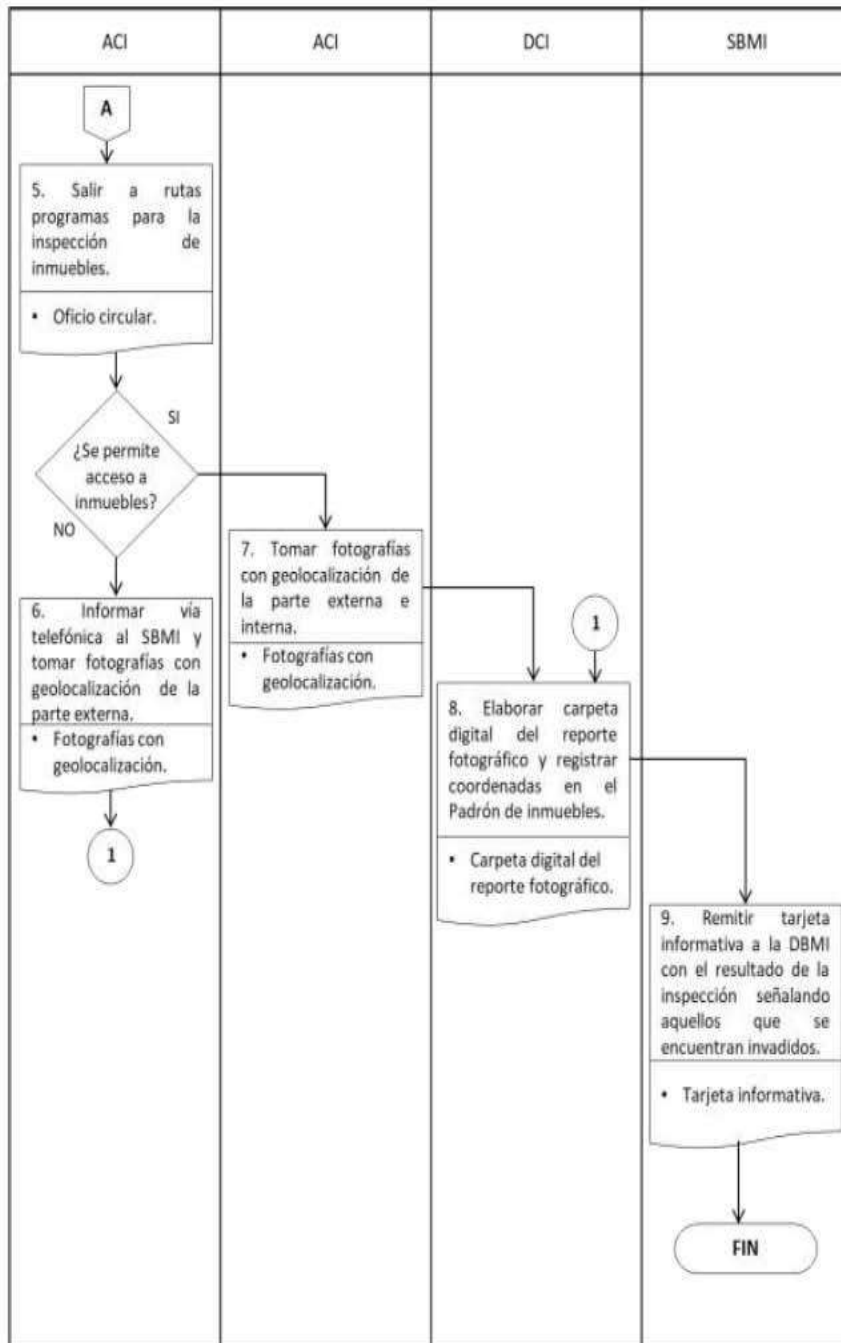 ACI
ACI
DCI
SBMI
A
5. Salir a rutas
programas para la
inspección de
inmuebles.
• Oficio circular.
SI
¿Se permite
acceso a
inmuebles?
NO
6. Informar vía
telefónica al SBMI y
tomar fotografías con
geolocalización de la
parte externa.
• Fotografías con
geolocalización.
1
7. Tomar fotografías
con geolocalización de
la parte externa e
interna.
• Fotografías con
geolocalización.
1
8. Elaborar carpeta
digital del reporte
fotográfico y registrar
coordenadas en el
Padrón de inmuebles.
• Carpeta digital del
reporte fotográfico.
9. Remitir tarjeta
informativa a la DBMI
con el resultado de la
inspección señalando
aquellos que se
encuentran invadidos.
• Tarjeta informativa.
FIN